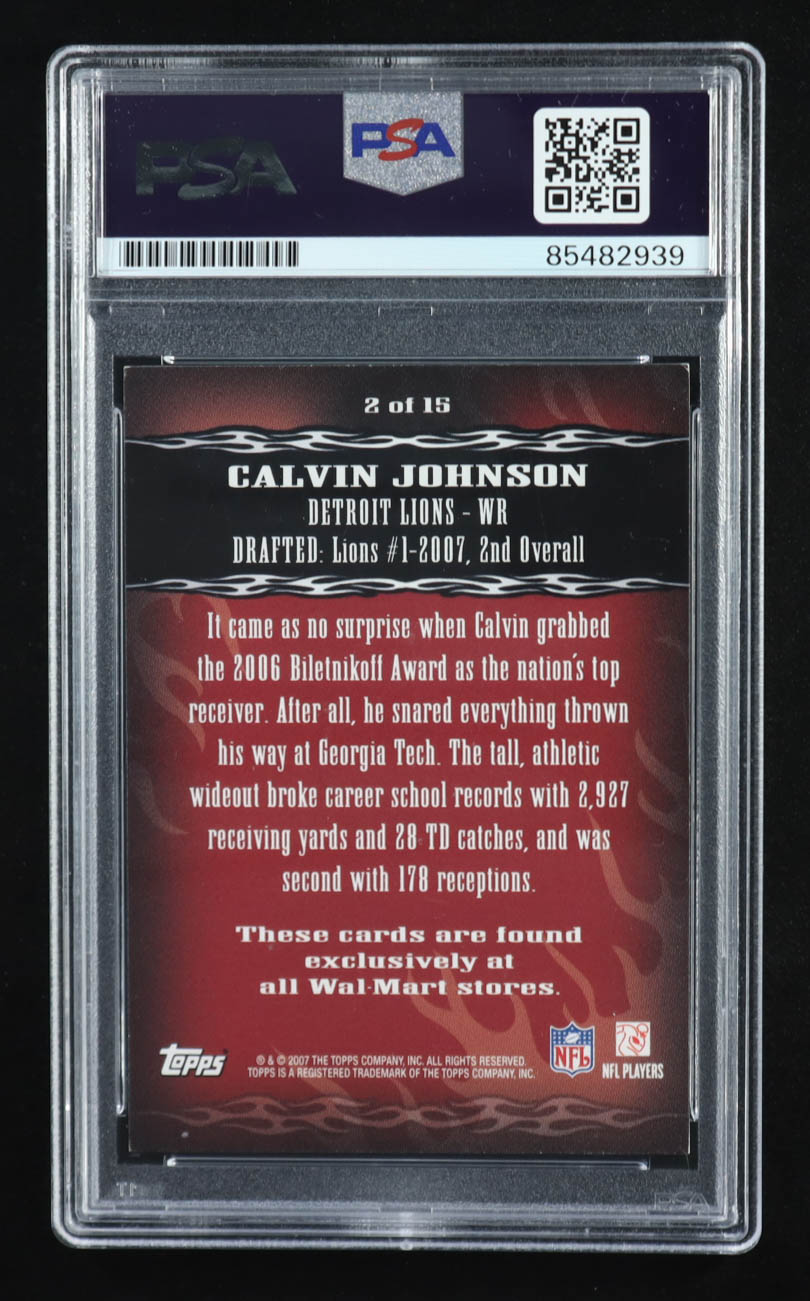 PSA
PSA
85482939
2 of 15
CALVIN JOHNSON
DETROIT LIONS - WR
DRAFTED: Lions #1-2007, 2nd Overall
It came as no surprise when Calvin grabbed
the 2006 Biletnikoff Award as the nation's top
receiver. After all, he snared everything thrown
his way at Georgia Tech. The tall, athletic
wideout broke career school records with 2,927
receiving yards and 28 TD catches, and was
second with 178 receptions.
These cards are found
exclusively at
all Wal-Mart stores.
topps
® & © 2007 THE TOPPS COMPANY, INC. ALL RIGHTS RESERVED.
TOPPS IS A REGISTERED TRADEMARK OF THE TOPPS COMPANY, INC.
NFL
NFL PLAYERS
PSA